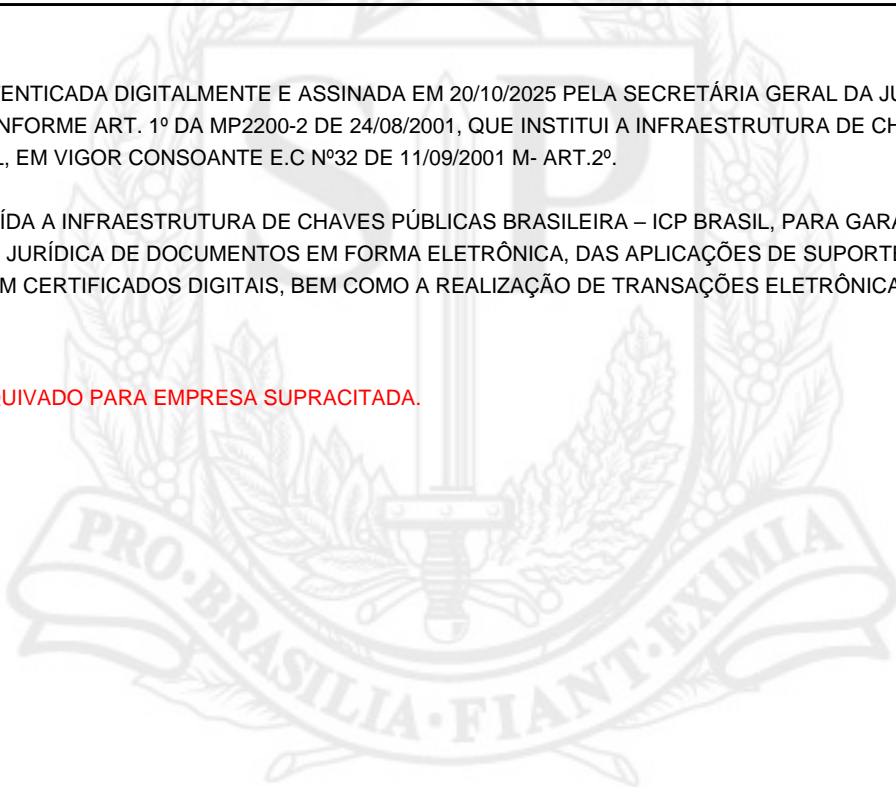 ENTICADA DIGITALMENTE E ASSINADA EM 20/10/2025 PELA SECRETÁRIA GERAL DA JU
NFORME ART. 1º DA MP2200-2 DE 24/08/2001, QUE INSTITUI A INFRAESTRUTURA DE CH
L, EM VIGOR CONSOANTE E.C Nº32 DE 11/09/2001 M- ART.2º.
ÍDA A INFRAESTRUTURA DE CHAVES PÚBLICAS BRASILEIRA – ICP BRASIL, PARA GARA
JURÍDICA DE DOCUMENTOS EM FORMA ELETRÔNICA, DAS APLICAÇÕES DE SUPORTE
M CERTIFICADOS DIGITAIS, BEM COMO A REALIZAÇÃO DE TRANSAÇÕES ELETRÔNICA
UIVADO PARA EMPRESA SUPRACITADA.
SP
PRO·BRASILIA·FIANT·EXIMIA